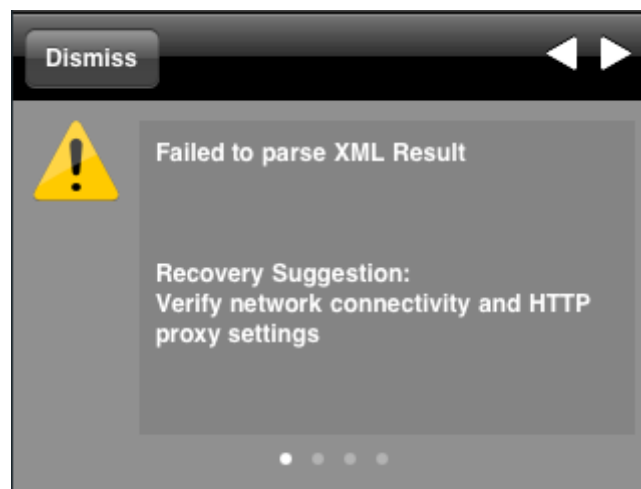 Dismiss
Failed to parse XML Result
Recovery Suggestion:
Verify network connectivity and HTTP
proxy settings